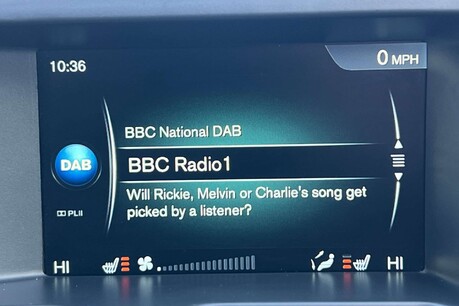 10:36
0 MPH
BBC National DAB
DAB
BBC Radio1
Will Rickie, Melvin or Charlie's song get
picked by a listener?
PLII
HI
HI